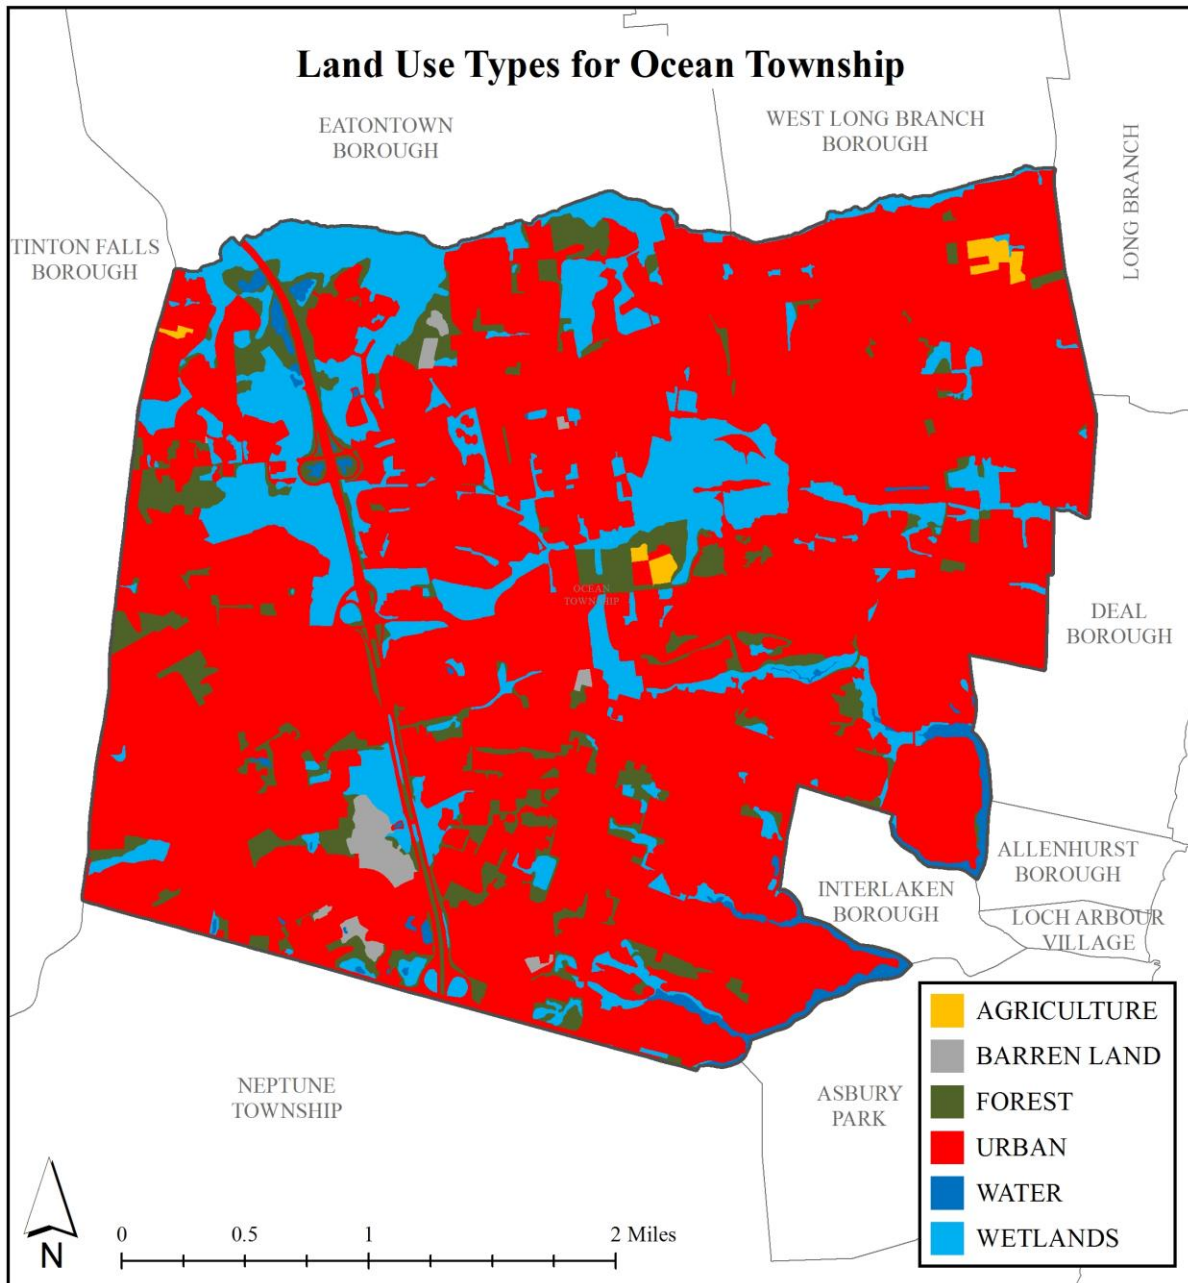 Land Use Types for Ocean Township
EATONTOWN
BOROUGH
WEST LONG BRANCH
BOROUGH
LONG BRANCH
TINTON FALLS
BOROUGH
OCEAN
TOWNSHIP
DEAL
BOROUGH
ALLENHURST
BOROUGH
INTERLAKEN
BOROUGH
LOCH ARBOUR
VILLAGE
NEPTUNE
TOWNSHIP
ASBURY
PARK
AGRICULTURE
BARREN LAND
FOREST
URBAN
WATER
WETLANDS
N
0 0.5 1 2 Miles